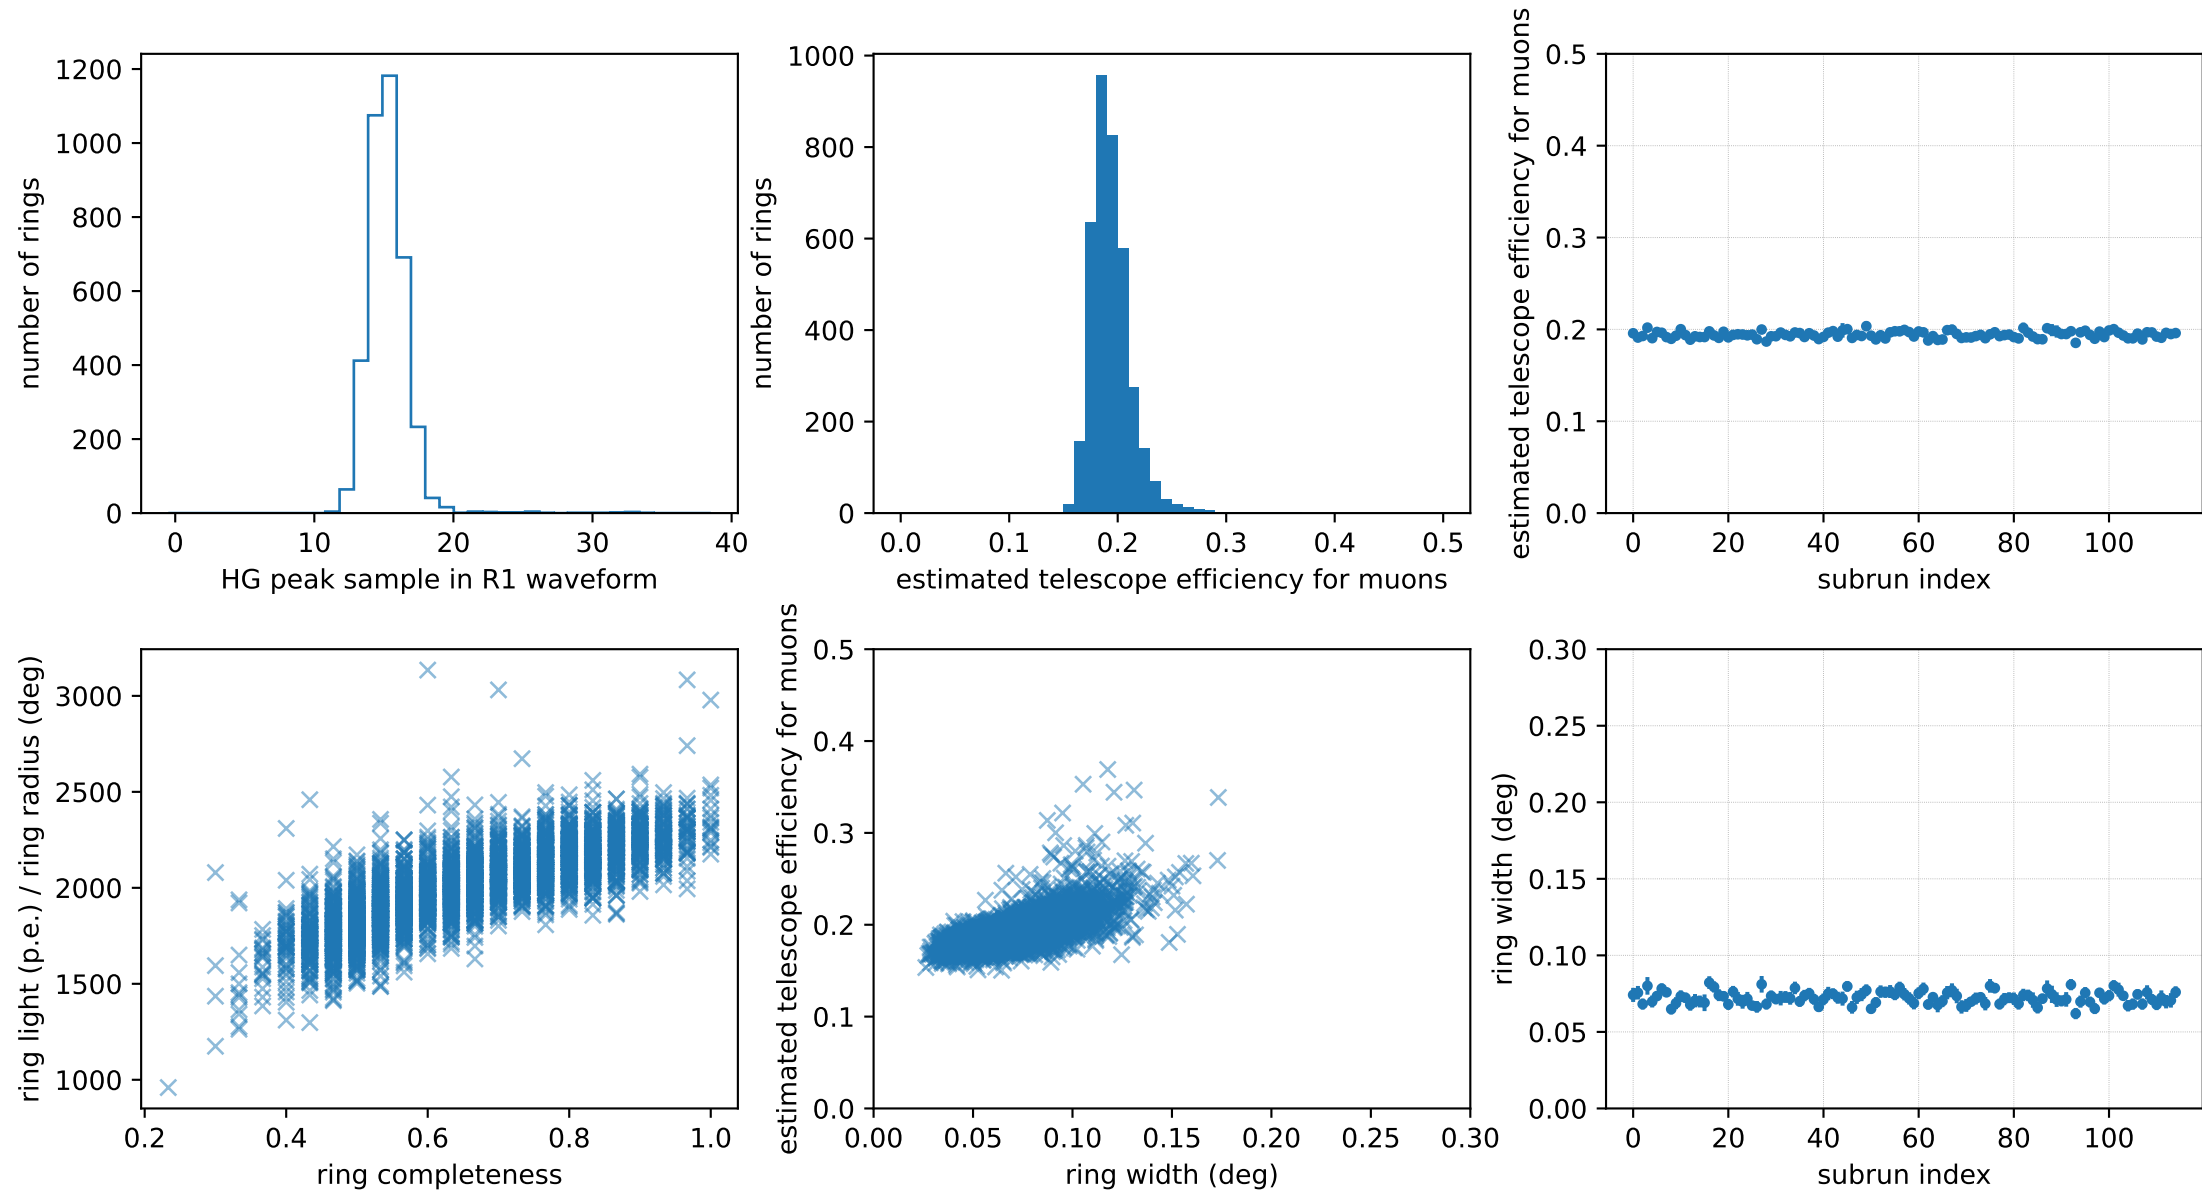 1200
1000
800
600
400
200
0
number of rings
0 10 20 30 40
HG peak sample in R1 waveform
1000
800
600
400
200
0
number of rings
0.0 0.1 0.2 0.3 0.4 0.5
estimated telescope efficiency for muons
0.5
0.4
0.3
0.2
0.1
0.0
estimated telescope efficiency for muons
0 20 40 60 80 100
subrun index
3000
2500
2000
1500
1000
ring light (p.e.) / ring radius (deg)
0.2 0.4 0.6 0.8 1.0
ring completeness
0.5
0.4
0.3
0.2
0.1
0.0
estimated telescope efficiency for muons
0.00 0.05 0.10 0.15 0.20 0.25 0.30
ring width (deg)
0.30
0.25
0.20
0.15
0.10
0.05
0.00
ring width (deg)
0 20 40 60 80 100
subrun index